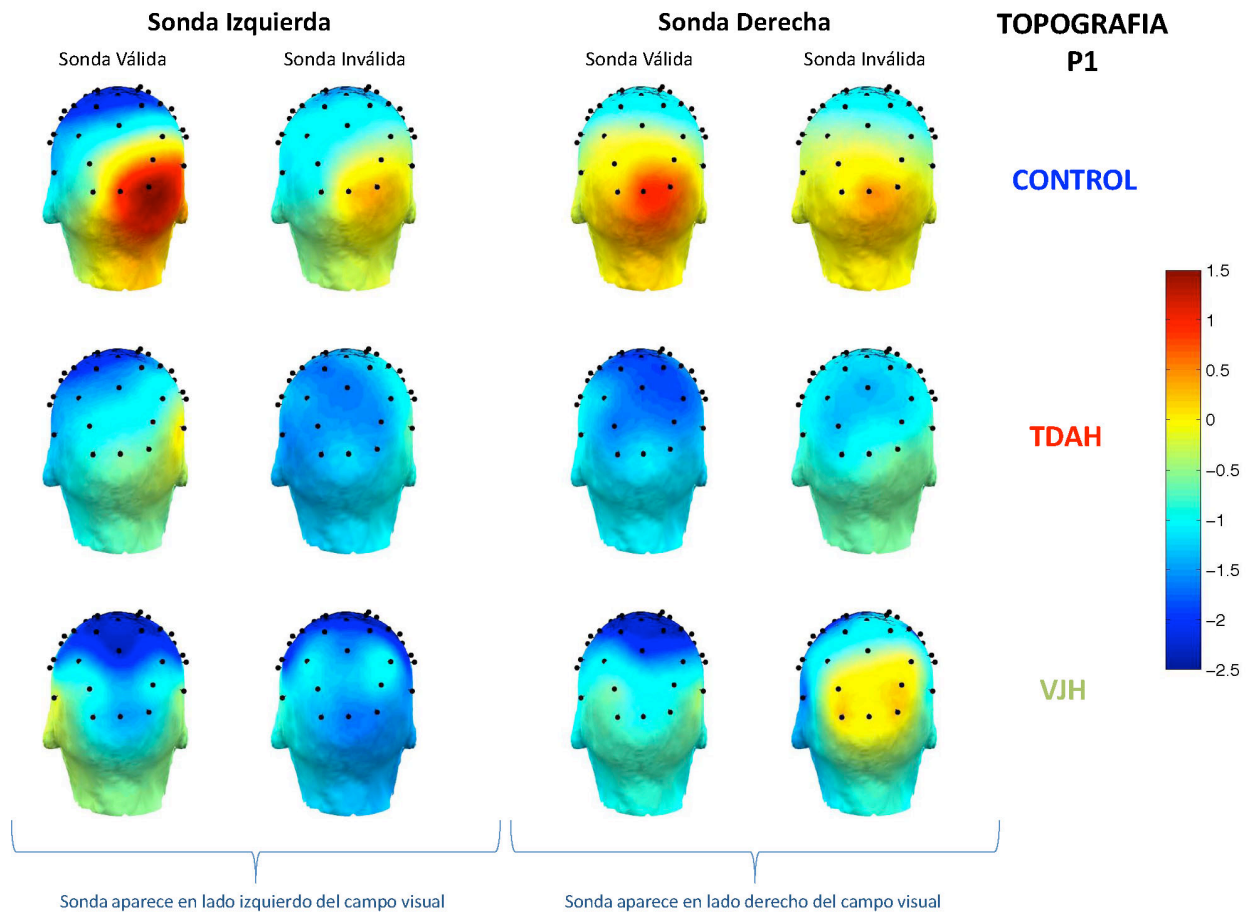 Sonda Izquierda
Sonda Derecha
TOPOGRAFIA
P1
Sonda Válida
Sonda Inválida
Sonda Válida
Sonda Inválida
CONTROL
TDAH
VJH
1.5
1
0.5
0
−0.5
−1
−1.5
−2
−2.5
Sonda aparece en lado izquierdo del campo visual
Sonda aparece en lado derecho del campo visual